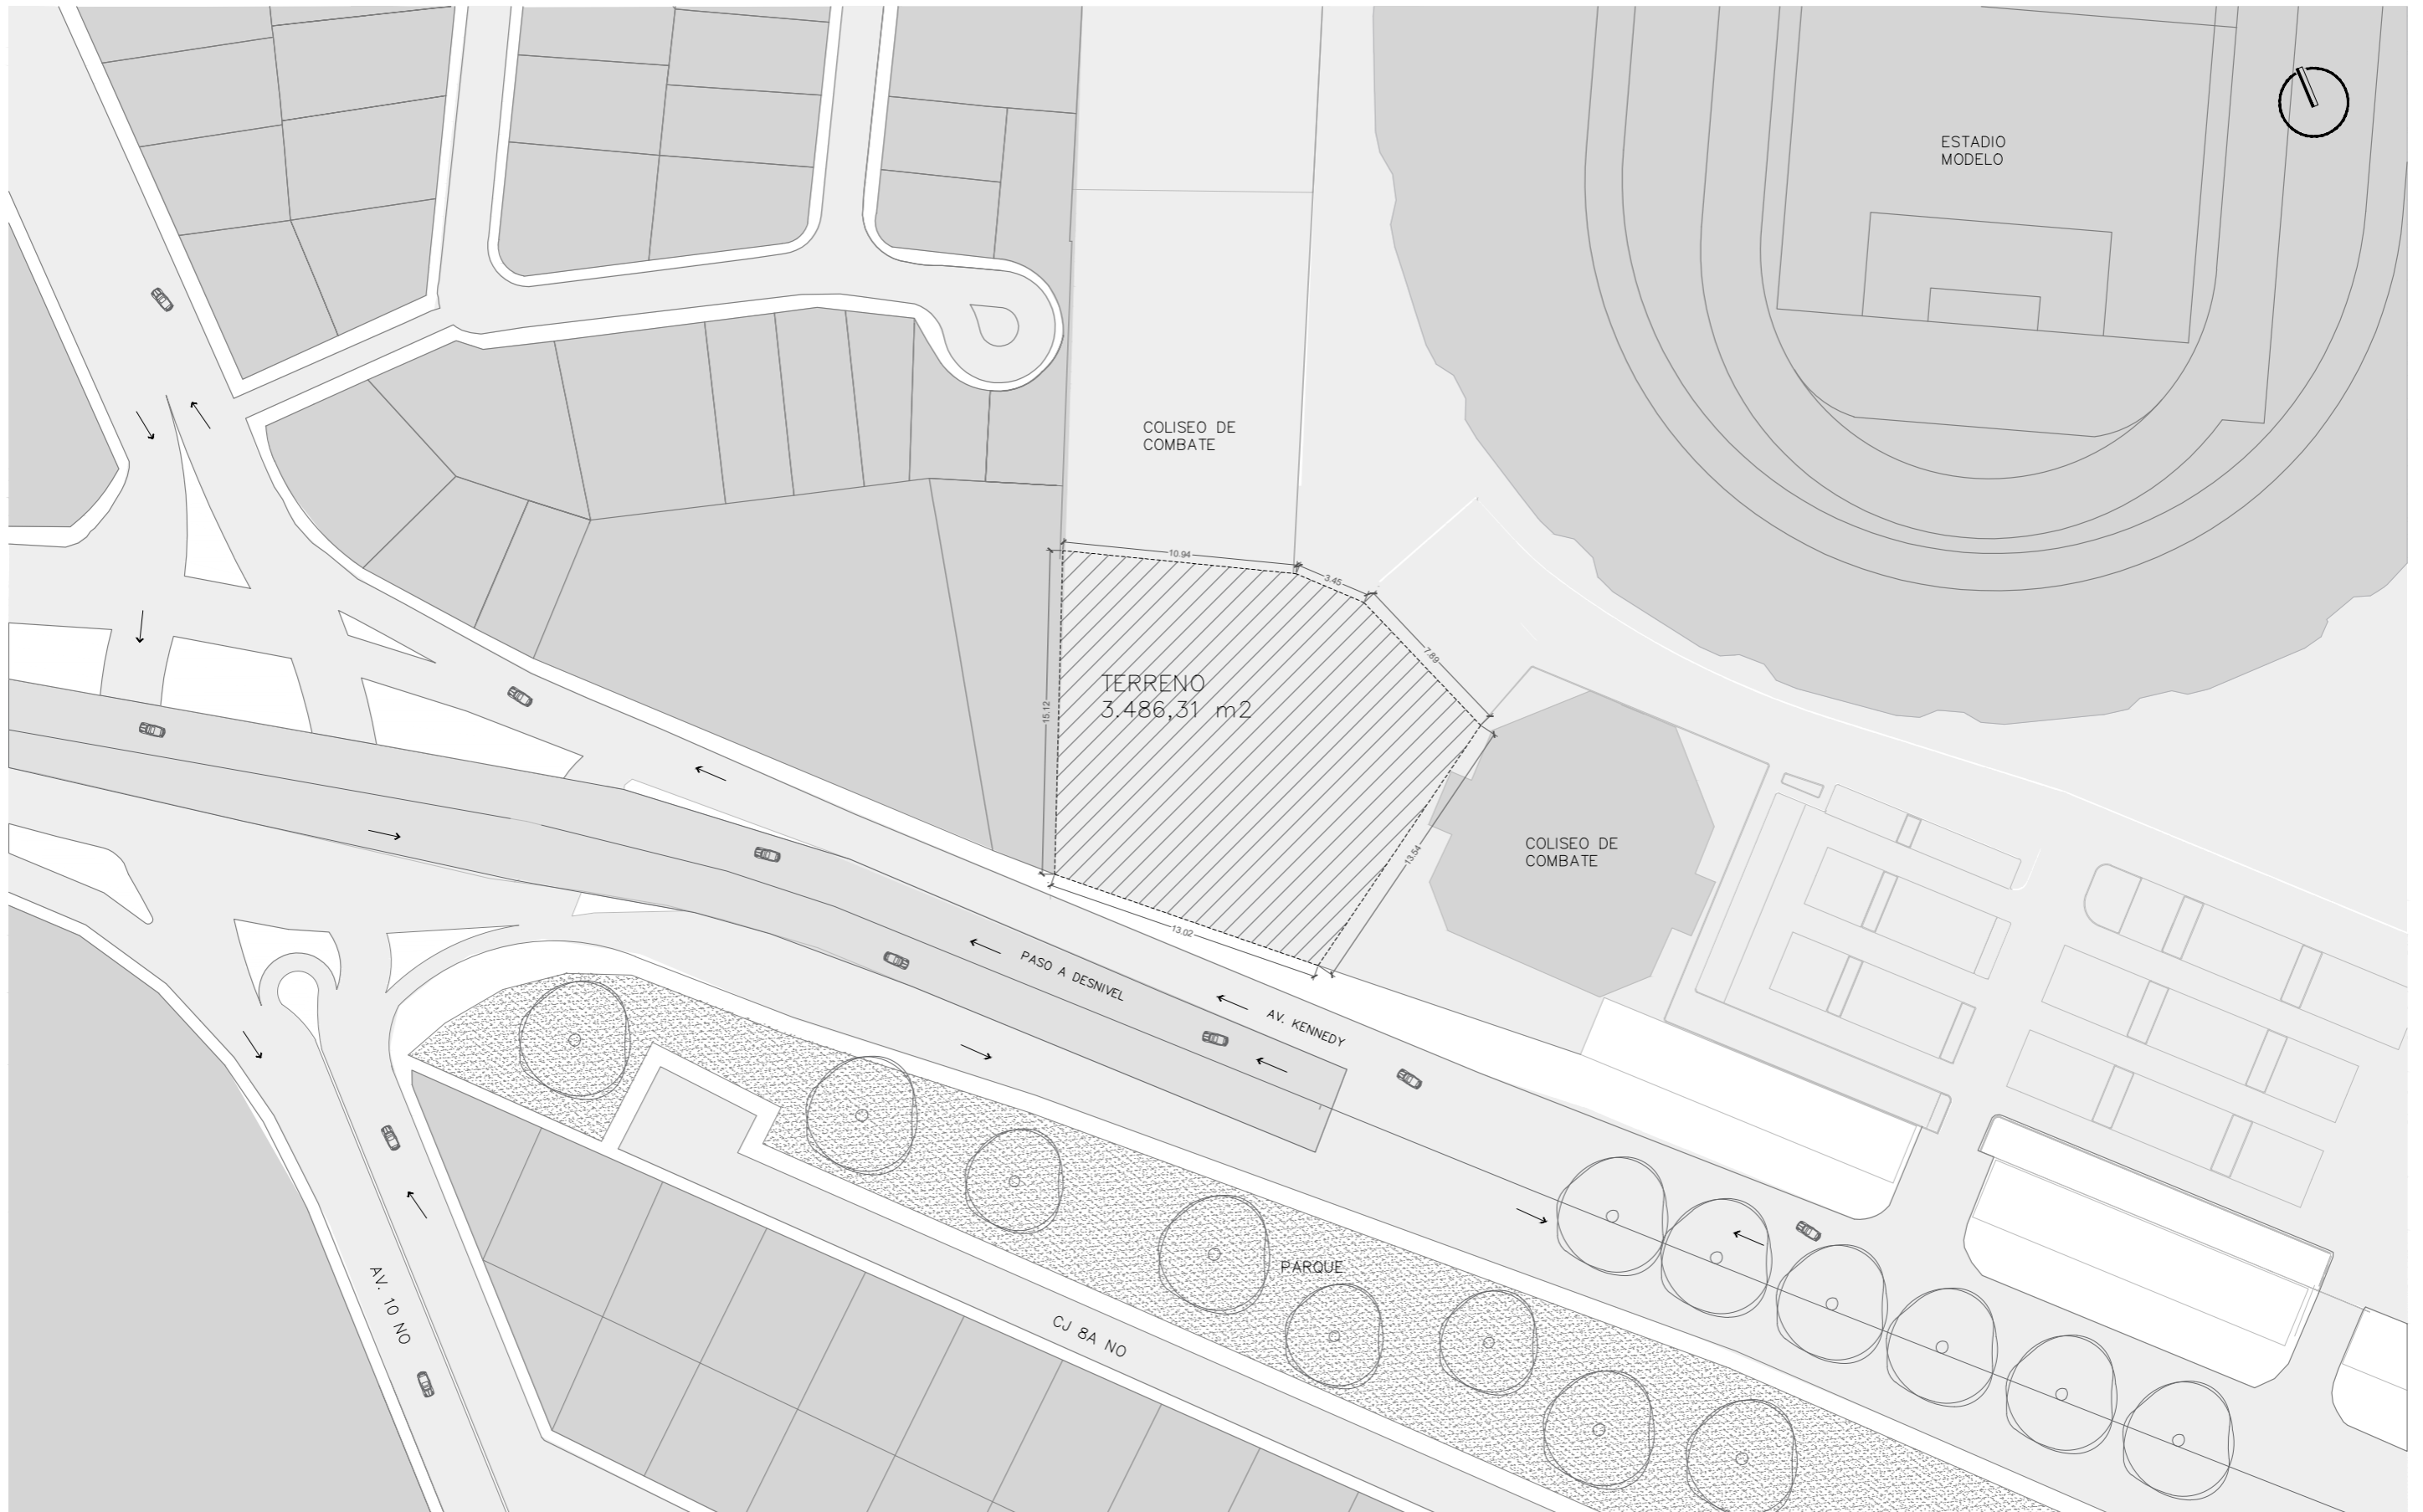 ESTADIO
MODELO
COLISEO DE
COMBATE
10.94
3.45
7.89
TERRENO
3.486,31 m2
15.12
13.54
COLISEO DE
COMBATE
13.02
PASO A DESNIVEL
AV. KENNEDY
PARQUE
AV. 10 NO
CJ 8A NO